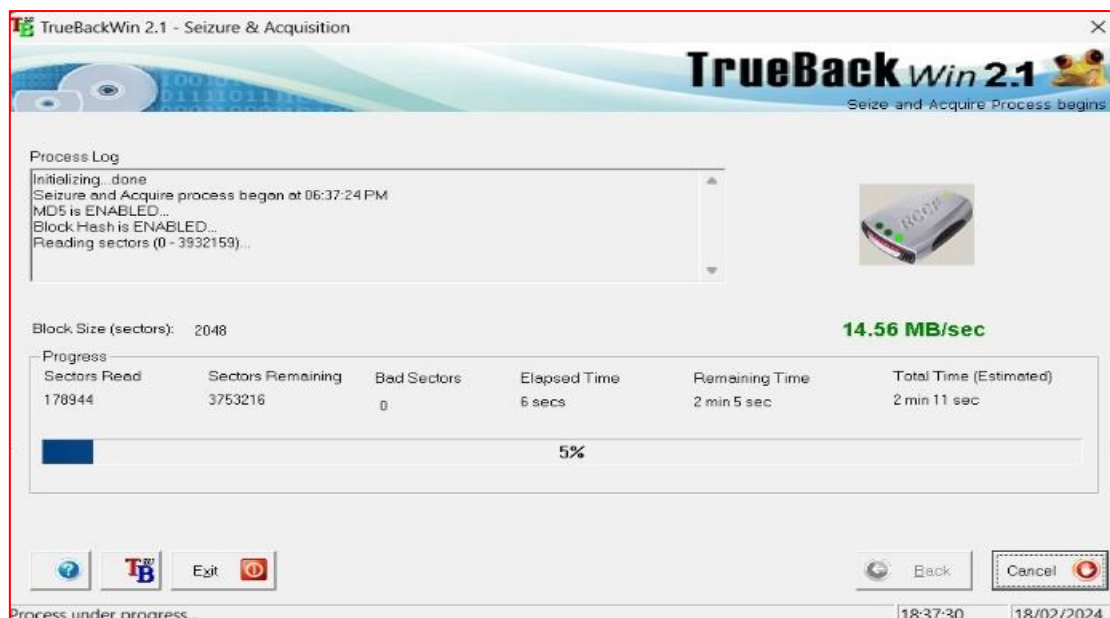 TrueBackWin 2.1 - Seizure & Acquisition
TrueBack Win 2.1
Seize and Acquire Process begins
Process Log
Initializing...done
Seizure and Acquire process began at 06:37:24 PM
MD5 is ENABLED...
Block Hash is ENABLED...
Reading sectors (0 - 3932159)...
Block Size (sectors): 2048
14.56 MB/sec
Progress
Sectors Read Sectors Remaining Bad Sectors Elapsed Time Remaining Time Total Time (Estimated)
178944 3753216 0 6 secs 2 min 5 sec 2 min 11 sec
5%
Exit
Back
Cancel
Process under progress...
18:37:30
18/02/2024